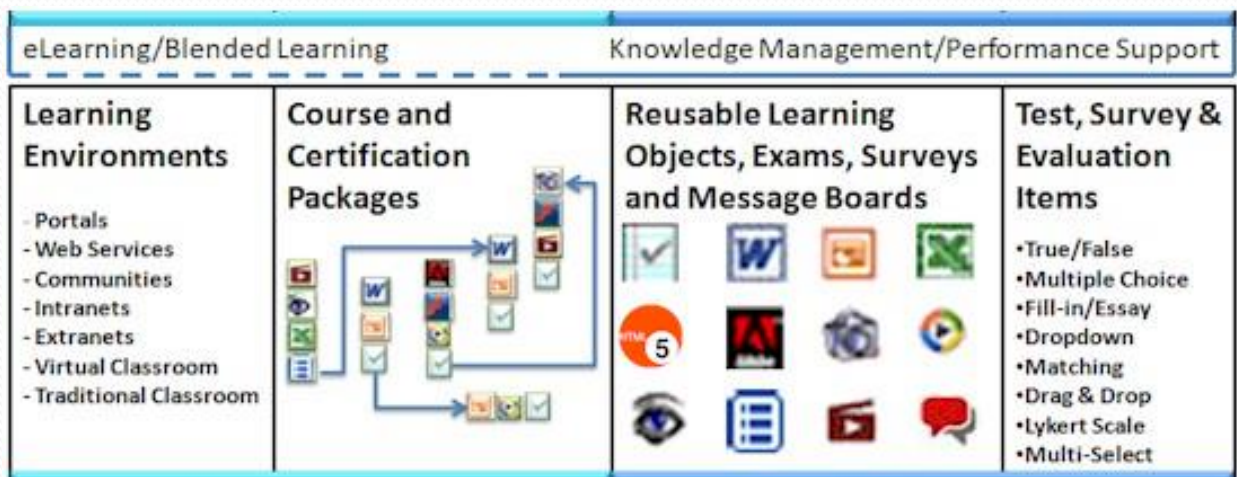 eLearning/Blended Learning
Knowledge Management/Performance Support
Learning
Environments
- Portals
- Web Services
- Communities
- Intranets
- Extranets
- Virtual Classroom
- Traditional Classroom
Course and
Certification
Packages
Reusable Learning
Objects, Exams, Surveys
and Message Boards
W
5
Test, Survey &
Evaluation
Items
•True/False
•Multiple Choice
•Fill-in/Essay
•Dropdown
•Matching
•Drag & Drop
•Lykert Scale
•Multi-Select